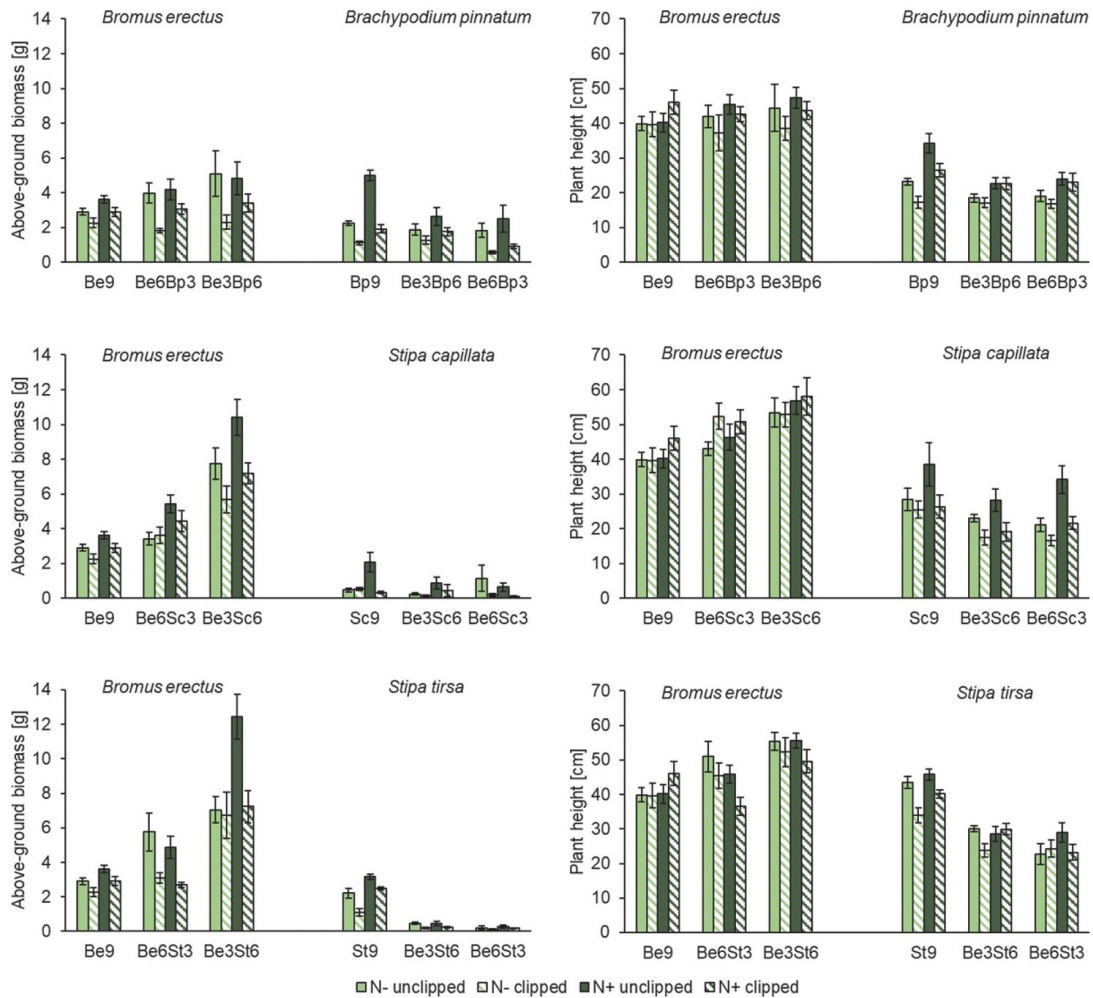 Bromus erectus Brachypodium pinnatum
Above-ground biomass [g]
14
12
10
8
6
4
2
0
Be9 Be6Bp3 Be3Bp6 Bp9 Be3Bp6 Be6Bp3
Bromus erectus Brachypodium pinnatum
Plant height [cm]
70
60
50
40
30
20
10
0
Be9 Be6Bp3 Be3Bp6 Bp9 Be3Bp6 Be6Bp3
Bromus erectus Stipa capillata
Above-ground biomass [g]
14
12
10
8
6
4
2
0
Be9 Be6Sc3 Be3Sc6 Sc9 Be3Sc6 Be6Sc3
Bromus erectus Stipa capillata
Plant height [cm]
70
60
50
40
30
20
10
0
Be9 Be6Sc3 Be3Sc6 Sc9 Be3Sc6 Be6Sc3
Bromus erectus Stipa tirsa
Above-ground biomass [g]
14
12
10
8
6
4
2
0
Be9 Be6St3 Be3St6 St9 Be3St6 Be6St3
Bromus erectus Stipa tirsa
Plant height [cm]
70
60
50
40
30
20
10
0
Be9 Be6St3 Be3St6 St9 Be3St6 Be6St3
N- unclipped N- clipped N+ unclipped N+ clipped